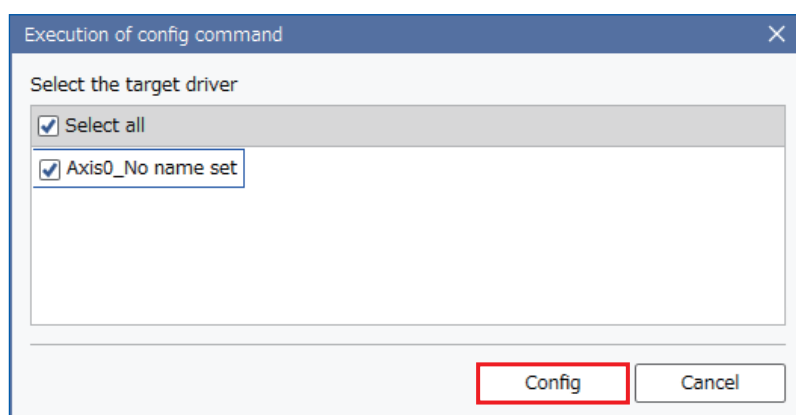 Execution of config command
Select the target driver
Select all
Axis0_No name set
Config
Cancel